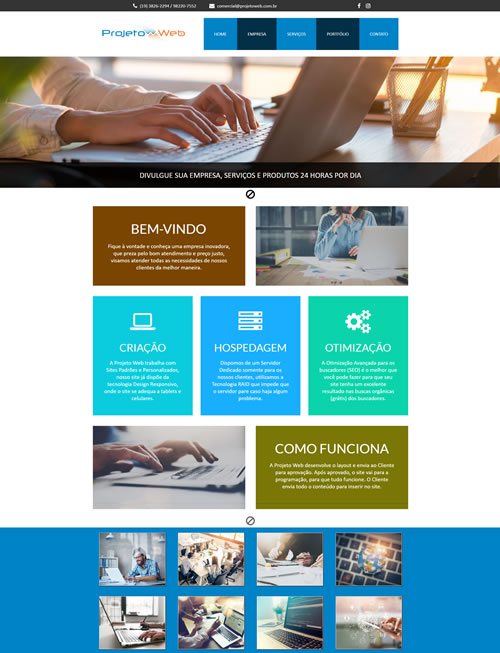 (19) 3826-2294 / 98220-7552 comercial@projetoweb.com.br
Projeto Web
HOME EMPRESA SERVIÇOS PORTFÓLIO CONTATO
DIVULGUE SUA EMPRESA, SERVIÇOS E PRODUTOS 24 HORAS POR DIA
BEM-VINDO
Fique à vontade e conheça uma empresa inovadora,
que preza pelo bom atendimento e preço justo,
visamos atender todas as necessidades de nossos
clientes da melhor maneira.
CRIAÇÃO
A Projeto Web trabalha com
Sites Padrões e Personalizados,
nosso site já dispõe da
tecnologia Design Responsivo,
onde o site se adequa a tablets e
celulares.
HOSPEDAGEM
Dispomos de um Servidor
Dedicado somente para os
nossos clientes, utilizamos a
Tecnologia RAID que impede que
o servidor pare caso haja algum
problema.
OTIMIZAÇÃO
A Otimização Avançada para os
buscadores (SEO) é o melhor que
você pode fazer para que seu
site tenha um excelente
resultado nas buscas orgânicas
(grátis) dos buscadores.
COMO FUNCIONA
A Projeto Web desenvolve o layout e envia ao Cliente
para aprovação. Após aprovado, o site vai para a
programação, para que tudo funcione. O Cliente
envia todo o conteúdo para inserir no site.